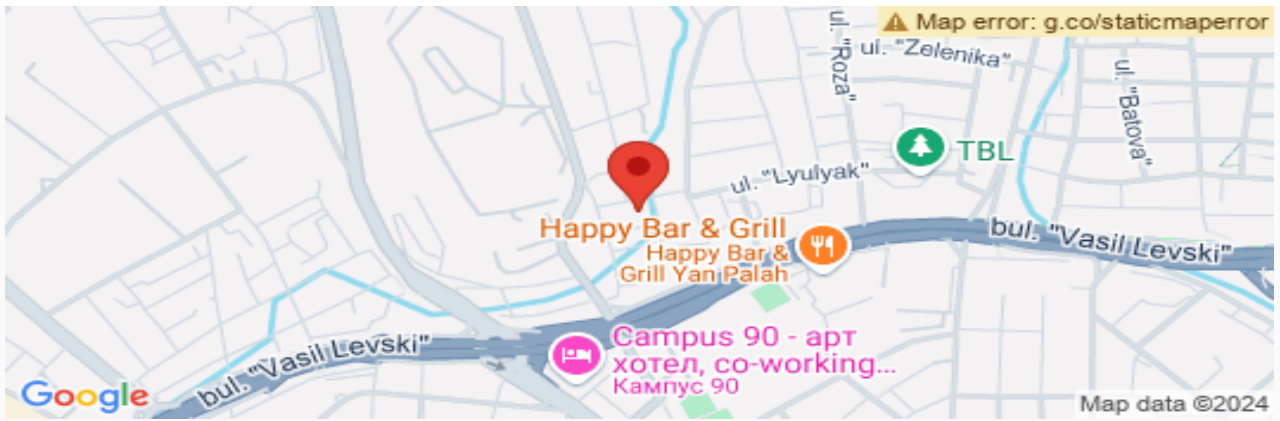 Map error: g.co/staticmaperror
ul. "Roza"
ul. "Zelenika"
ul. "Batova"
TBL
ul. "Lyulyak"
Happy Bar & Grill
Happy Bar &
Grill Yan Palah
bul. "Vasil Levski"
Campus 90 - арт
хотел, co-working...
Кампус 90
bul. "Vasil Levski"
Google
Map data ©2024